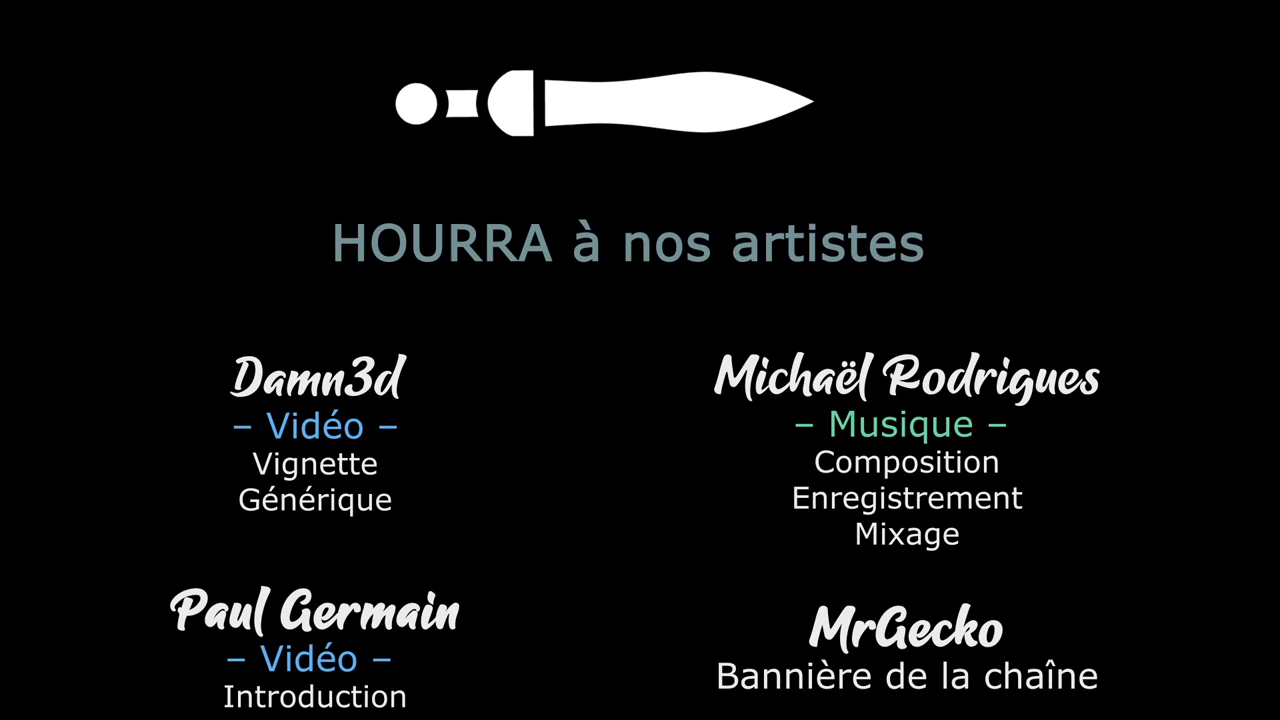 HOURRA à nos artistes
Damn3d
– Vidéo –
Vignette
Générique
Michaël Rodrigues
– Musique –
Composition
Enregistrement
Mixage
Paul Germain
– Vidéo –
Introduction
MrGecko
Bannière de la chaîne